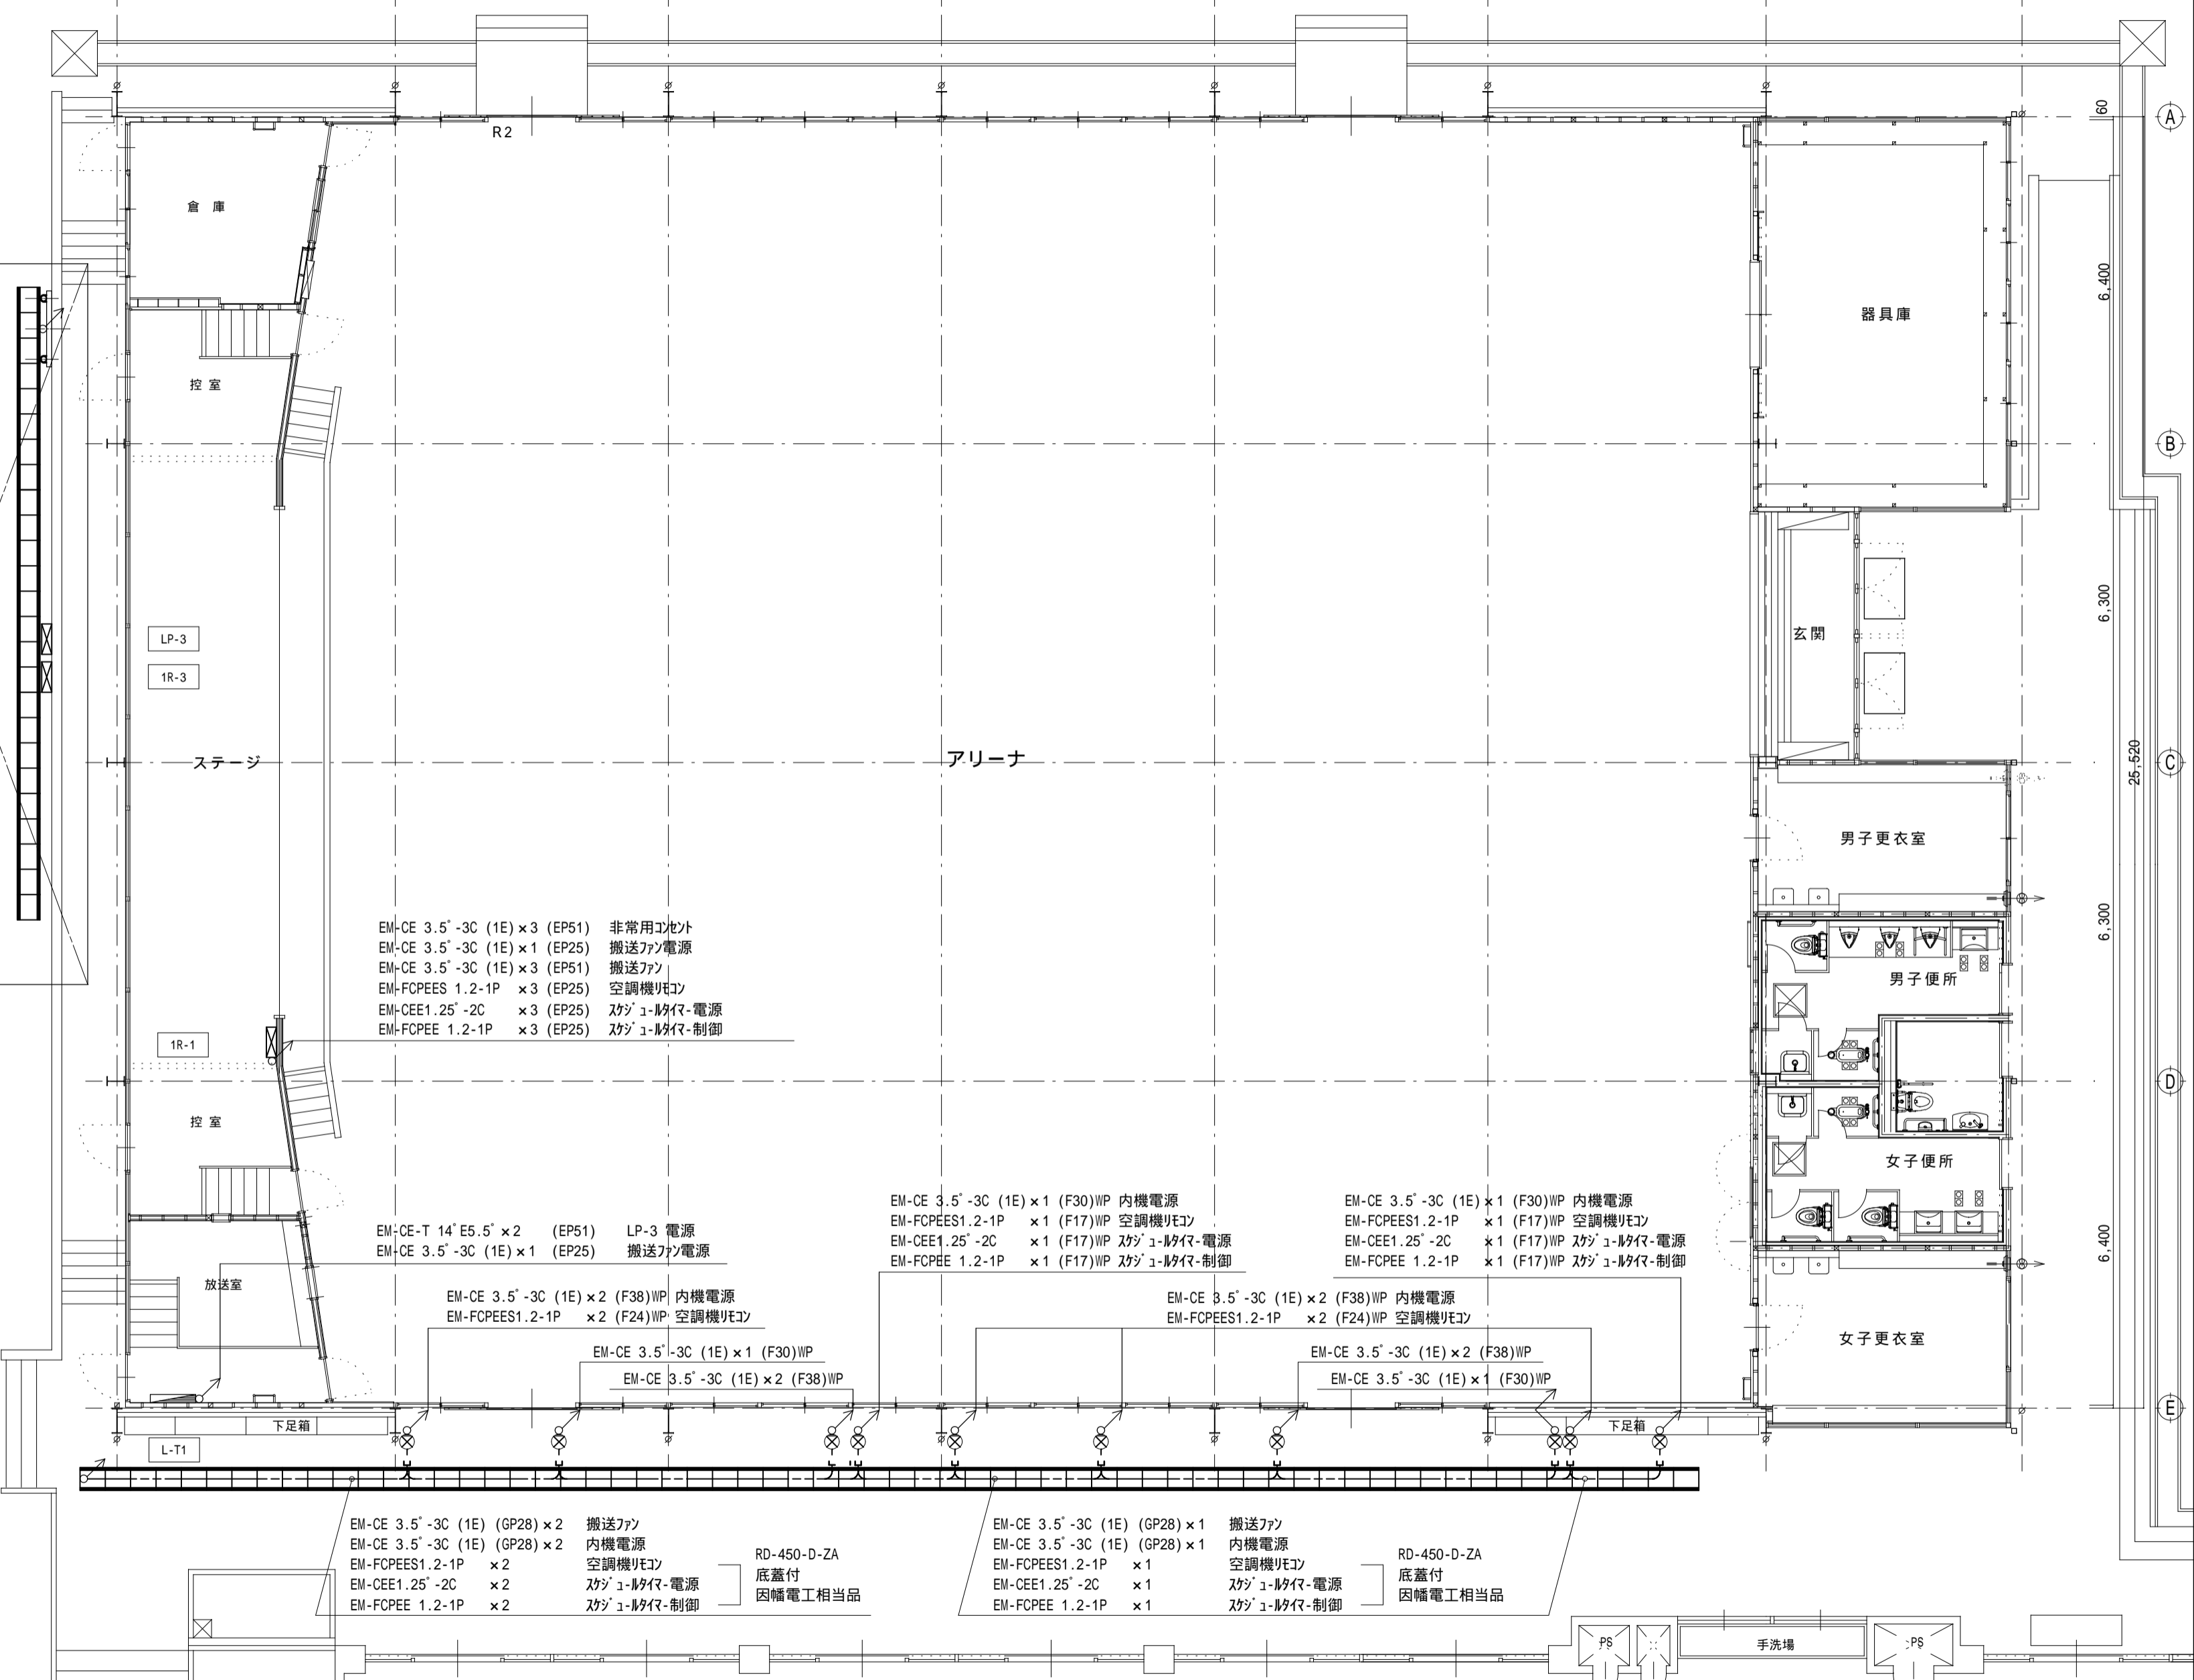 R2
A
60
倉 庫
6,400
器具庫
控 室
B
6,300
LP-3
玄関
1R-3
ステージ
アリーナ
25,520
C
男子更衣室
EM-CE 3.5°-3C (1E)×3 (EP51) 非常用コンセント
EM-CE 3.5°-3C (1E)×1 (EP25) 搬送ファン電源
EM-CE 3.5°-3C (1E)×3 (EP51) 搬送ファン
EM-FCPEES 1.2-1P ×3 (EP25) 空調機リモコン
EM-CEE1.25°-2C ×3 (EP25) スケジュールタイマー電源
EM-FCPEE 1.2-1P ×3 (EP25) スケジュールタイマー制御
6,300
男子便所
1R-1
D
控 室
女子便所
EM-CE-T 14°E5.5°×2 (EP51) LP-3 電源
EM-CE 3.5°-3C (1E)×1 (EP25) 搬送ファン電源
EM-CE 3.5°-3C (1E)×1 (F30)WP 内機電源
EM-FCPEES1.2-1P ×1 (F17)WP 空調機リモコン
EM-CEE1.25°-2C ×1 (F17)WP スケジュールタイマー電源
EM-FCPEE 1.2-1P ×1 (F17)WP スケジュールタイマー制御
EM-CE 3.5°-3C (1E)×1 (F30)WP 内機電源
EM-FCPEES1.2-1P ×1 (F17)WP 空調機リモコン
EM-CEE1.25°-2C ×1 (F17)WP スケジュールタイマー電源
EM-FCPEE 1.2-1P ×1 (F17)WP スケジュールタイマー制御
6,400
放送室
EM-CE 3.5°-3C (1E)×2 (F38)WP 内機電源
EM-FCPEES1.2-1P ×2 (F24)WP 空調機リモコン
EM-CE 3.5°-3C (1E)×2 (F38)WP 内機電源
EM-FCPEES1.2-1P ×2 (F24)WP 空調機リモコン
女子更衣室
EM-CE 3.5°-3C (1E)×1 (F30)WP
EM-CE 3.5°-3C (1E)×2 (F38)WP
EM-CE 3.5°-3C (1E)×2 (F38)WP
EM-CE 3.5°-3C (1E)×1 (F30)WP
E
下足箱
下足箱
L-T1
EM-CE 3.5°-3C (1E) (GP28)×2 搬送ファン
EM-CE 3.5°-3C (1E) (GP28)×2 内機電源
EM-FCPEES1.2-1P ×2 空調機リモコン
EM-CEE1.25°-2C ×2 スケジュールタイマー電源
EM-FCPEE 1.2-1P ×2 スケジュールタイマー制御
RD-450-D-ZA
底蓋付
因幡電工相当品
EM-CE 3.5°-3C (1E) (GP28)×1 搬送ファン
EM-CE 3.5°-3C (1E) (GP28)×1 内機電源
EM-FCPEES1.2-1P ×1 空調機リモコン
EM-CEE1.25°-2C ×1 スケジュールタイマー電源
EM-FCPEE 1.2-1P ×1 スケジュールタイマー制御
RD-450-D-ZA
底蓋付
因幡電工相当品
PS
手洗場
PS